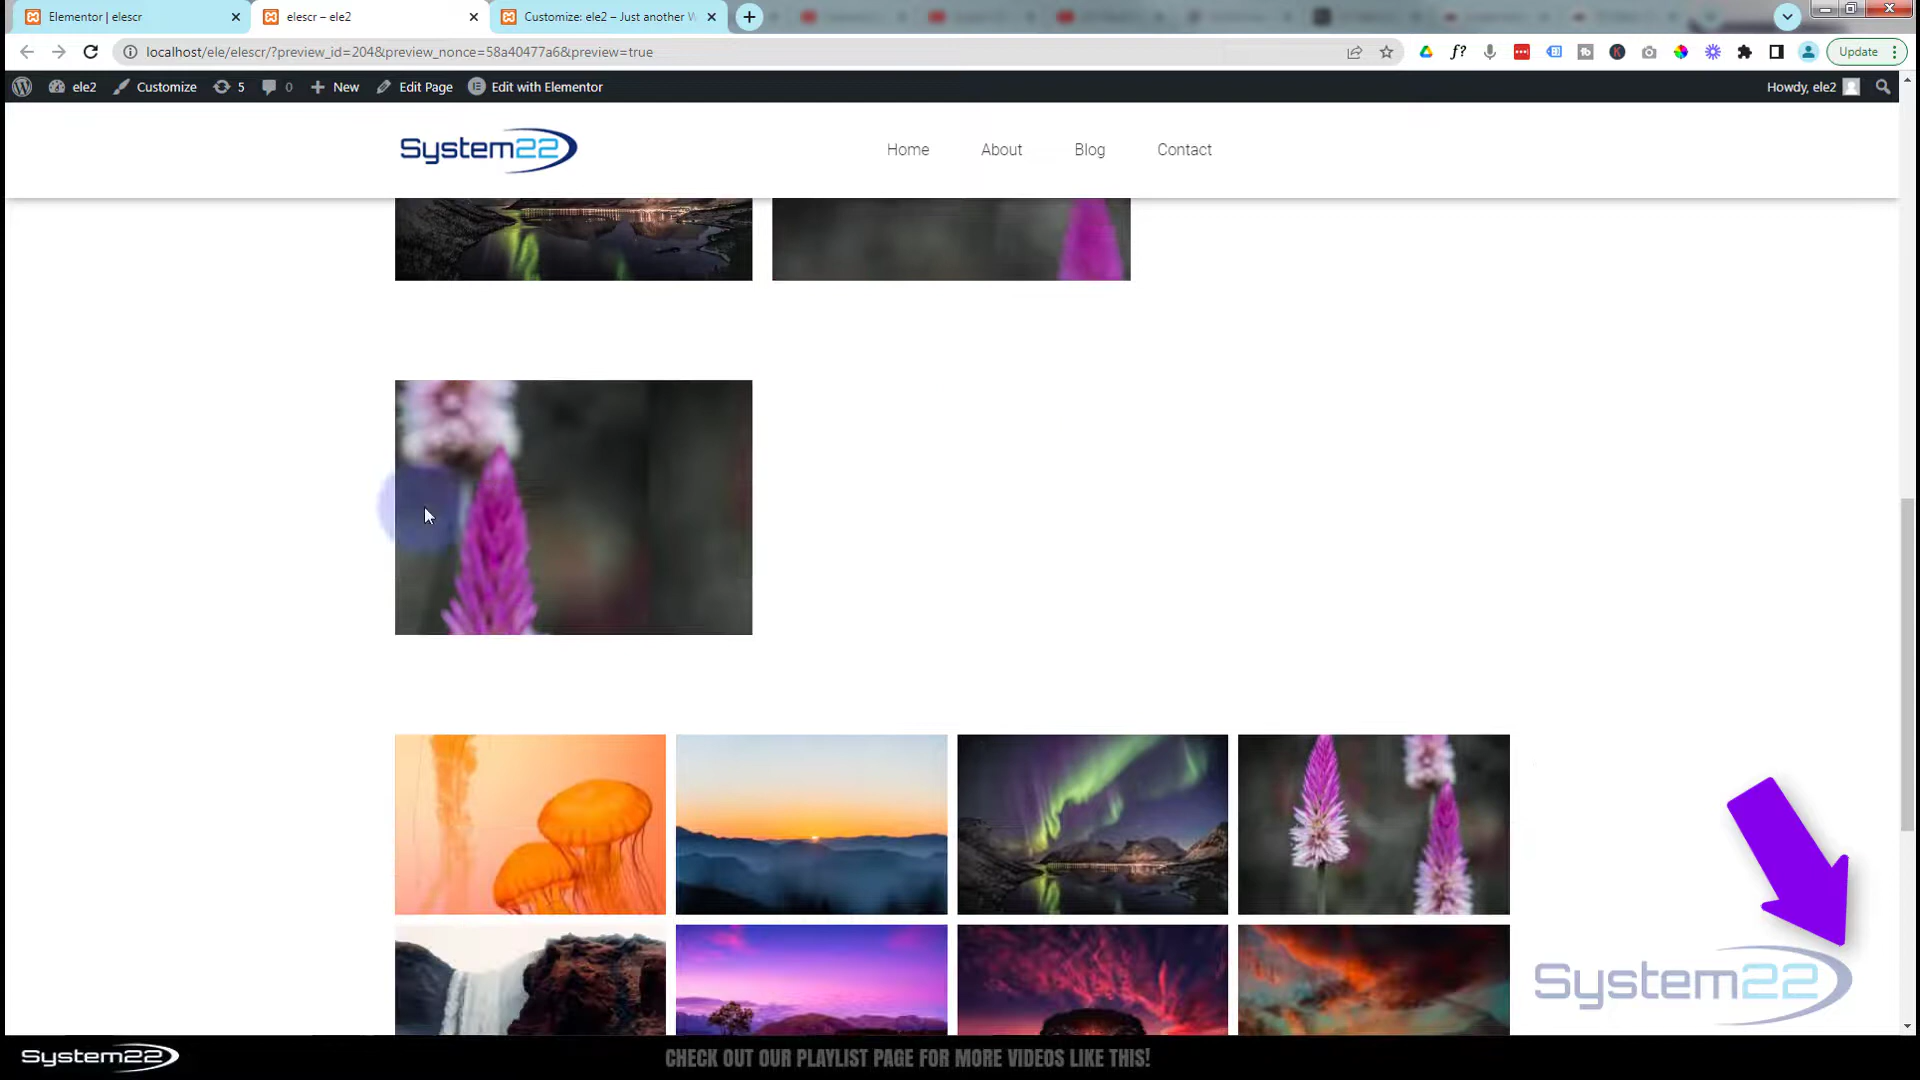 Elementor | elescr
elescr – ele2
Customize: ele2 – Just another W
localhost/ele/elescr/?preview_id=204&preview_nonce=58a40477a6&preview=true
Update
ele2
Customize
5
0
New
Edit Page
Edit with Elementor
Howdy, ele2
System22
Home
About
Blog
Contact
System22
System22
CHECK OUT OUR PLAYLIST PAGE FOR MORE VIDEOS LIKE THIS!